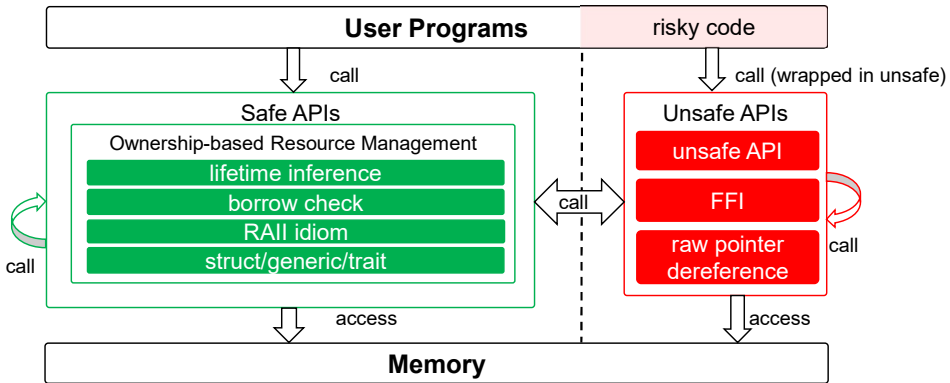 User Programs
risky code
call
call (wrapped in unsafe)
Safe APIs
Ownership-based Resource Management
lifetime inference
borrow check
RAII idiom
struct/generic/trait
call
call
Unsafe APIs
unsafe API
FFI
raw pointer
dereference
call
access
access
Memory